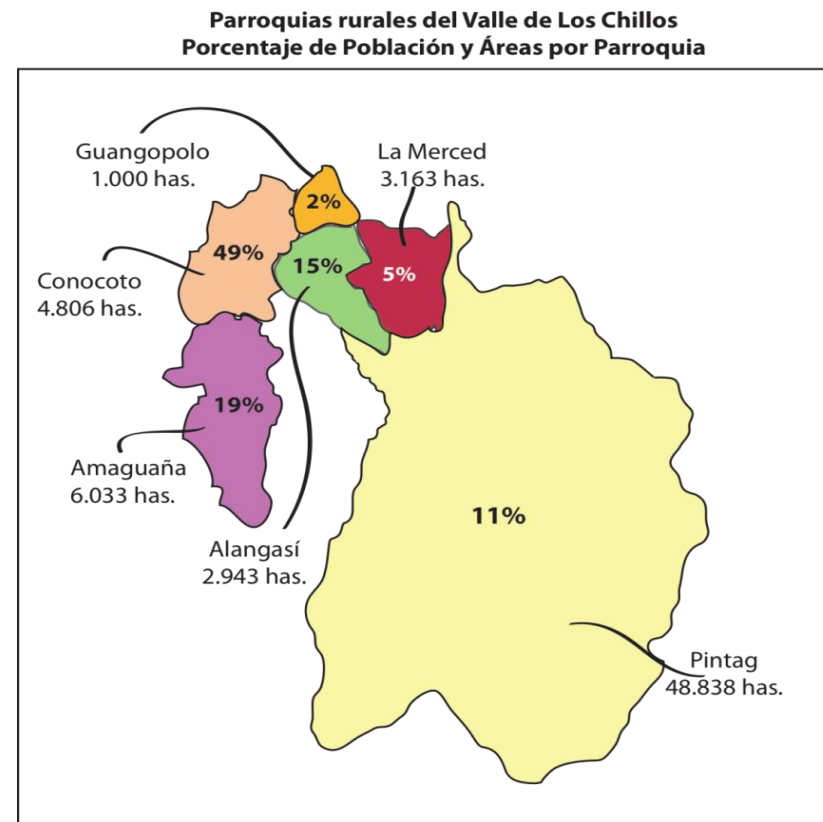 Parroquias rurales del Valle de Los Chillos
Porcentaje de Población y Áreas por Parroquia
Guangopolo
1.000 has.
La Merced
3.163 has.
2%
49%
15%
5%
Conocoto
4.806 has.
19%
Amaguaña
6.033 has.
11%
Alangasí
2.943 has.
Pintag
48.838 has.